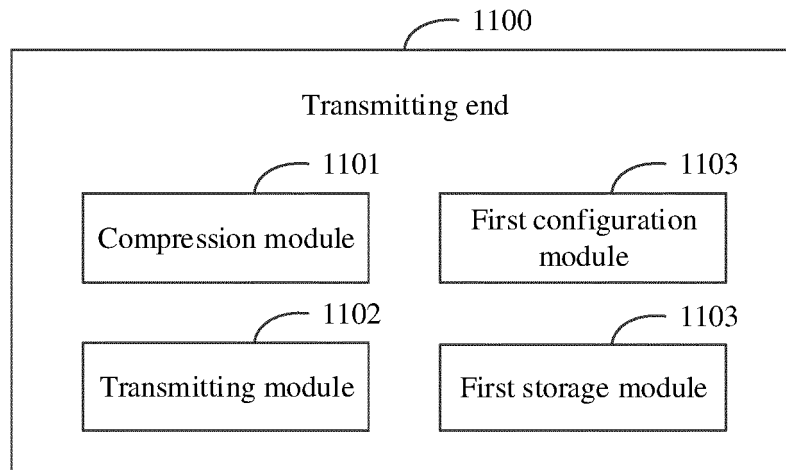 1100
Transmitting end
1101
Compression module
1103
First configuration
module
1102
Transmitting module
1103
First storage module